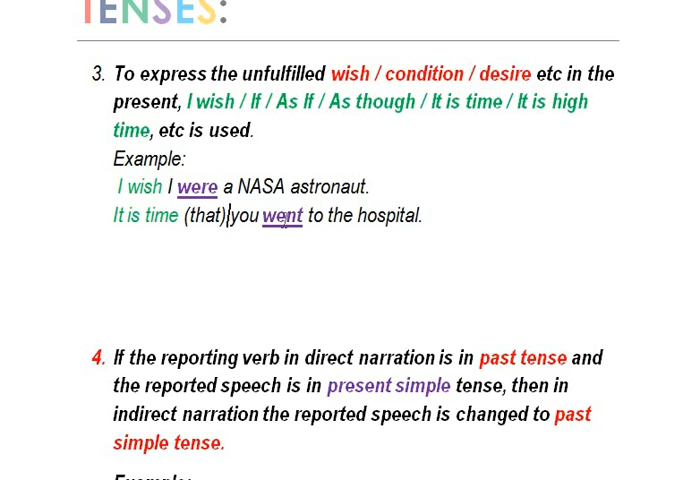 TENSES:
3. To express the unfulfilled wish / condition / desire etc in the
present, I wish / If / As If / As though / It is time / It is high
time, etc is used.
Example:
I wish I were a NASA astronaut.
It is time (that) you went to the hospital.
4. If the reporting verb in direct narration is in past tense and
the reported speech is in present simple tense, then in
indirect narration the reported speech is changed to past
simple tense.
Example: